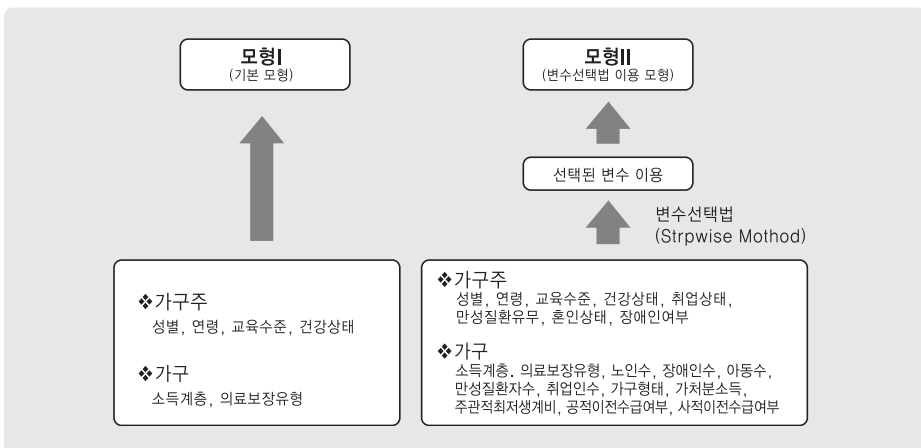 모형I
(기본 모형)
❖가구주
성별, 연령, 교육수준, 건강상태
❖가구
소득계층, 의료보장유형
모형II
(변수선택법 이용 모형)
선택된 변수 이용
변수선택법
(Strpwise Mothod)
❖가구주
성별, 연령, 교육수준, 건강상태, 취업상태,
만성질환유무, 혼인상태, 장애인여부
❖가구
소득계층. 의료보장유형, 노인수, 장애인수, 아동수,
만성질환자수, 취업인수, 가구형태, 가처분소득,
주관적최저생계비, 공적이전수급여부, 사적이전수급여부